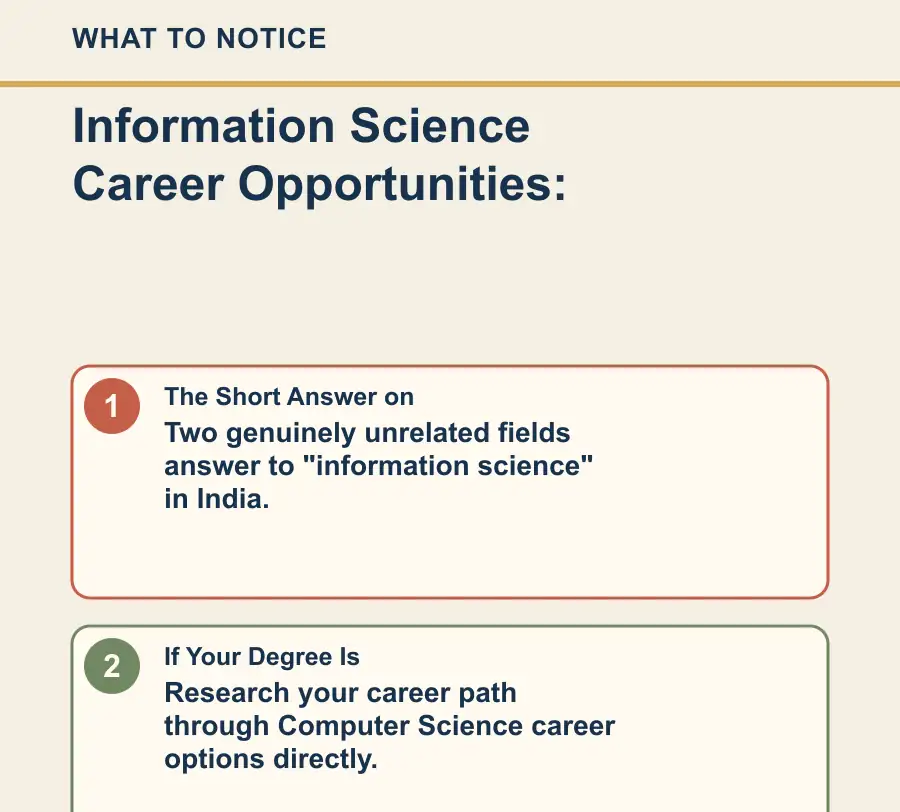 WHAT TO NOTICE
Information Science
Career Opportunities:
1
The Short Answer on
Two genuinely unrelated fields
answer to "information science"
in India.
2
If Your Degree Is
Research your career path
through Computer Science career
options directly.